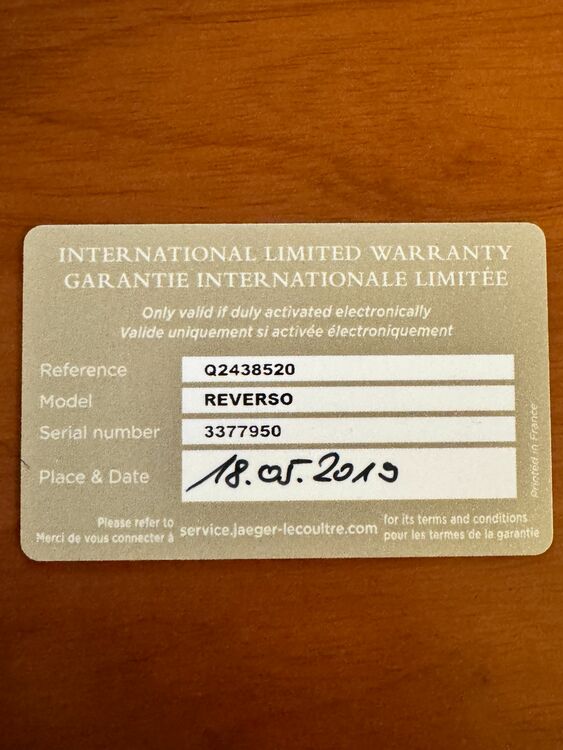 INTERNATIONAL LIMITED WARRANTY
GARANTIE INTERNATIONALE LIMITÉE
Only valid if duly activated electronically
Valide uniquement si activée électroniquement
Reference Q2438520
Model REVERSO
Serial number 3377950
Place & Date 18.05.2019
Printed in France
Please refer to service.jaeger-lecoultre.com for its terms and conditions
Merci de vous connecter à pour les termes de la garantie